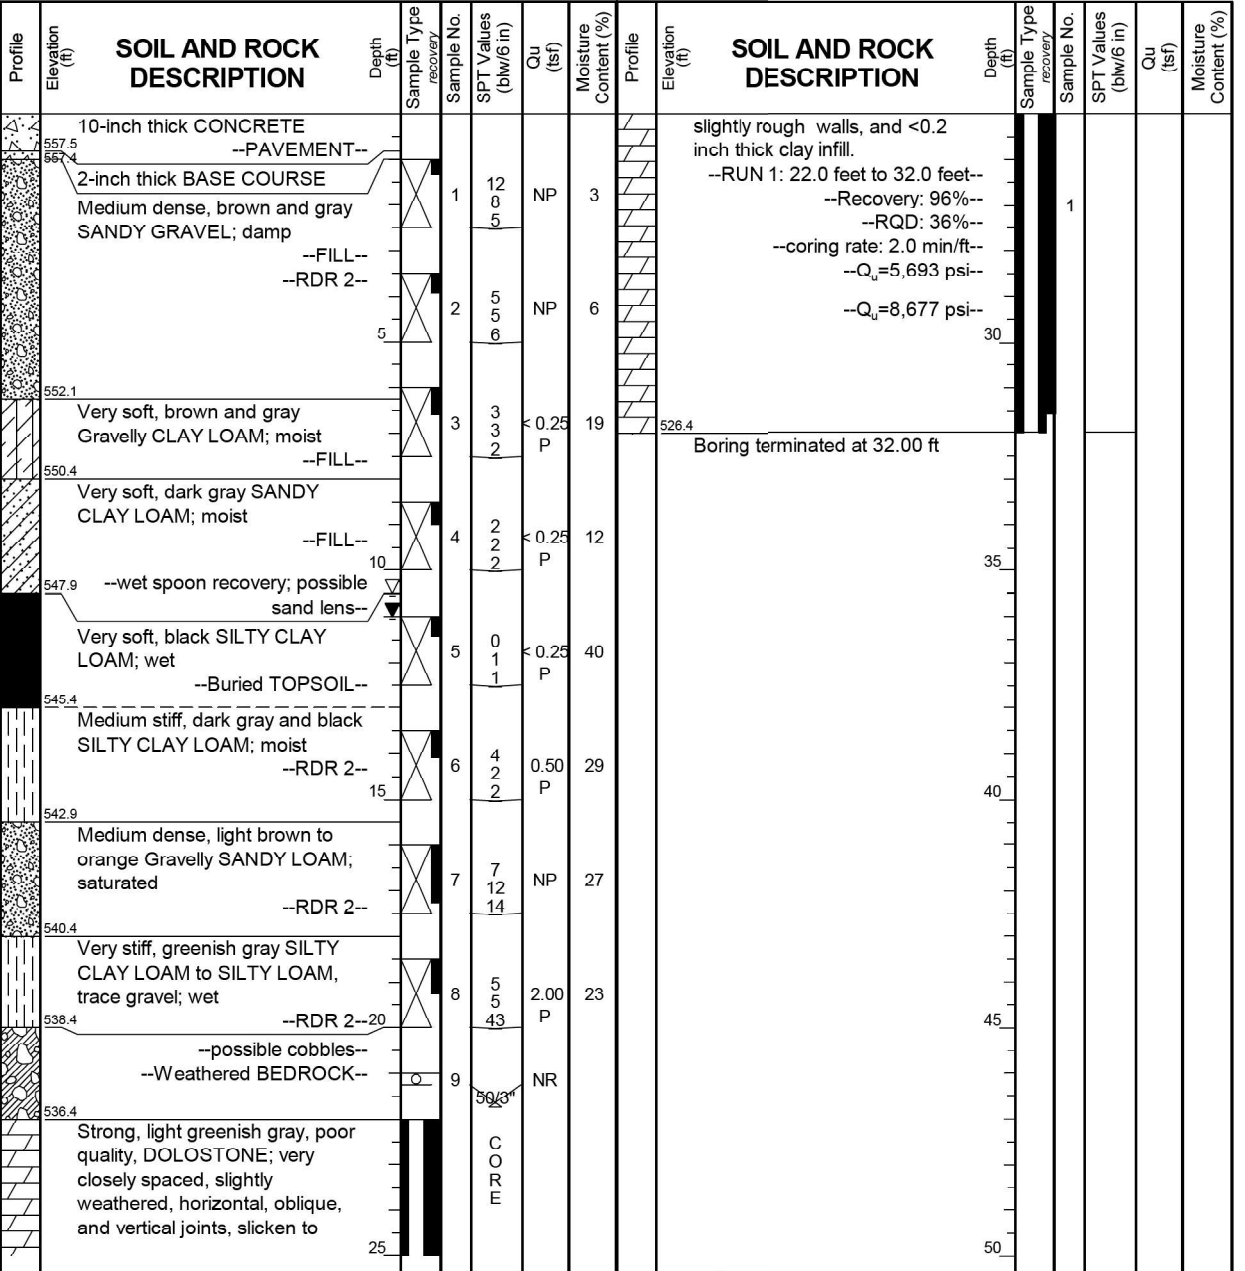 Profile
Elevation
(ft)
SOIL AND ROCK
DESCRIPTION
Depth
(ft)
Sample Type
recovery
Sample No.
SPT Values
(blw/6 in)
Qu
(tsf)
Moisture
Content (%)
10-inch thick CONCRETE
557.5
--PAVEMENT--
557.4
2-inch thick BASE COURSE
Medium dense, brown and gray
SANDY GRAVEL; damp
--FILL--
--RDR 2--
1
12
8
5
NP
3
2
5
5
6
NP
6
5
552.1
Very soft, brown and gray
Gravelly CLAY LOAM; moist
--FILL--
3
3
3
2
< 0.25
P
19
550.4
Very soft, dark gray SANDY
CLAY LOAM; moist
--FILL--
4
2
2
2
< 0.25
P
12
10
547.9
--wet spoon recovery; possible
sand lens--
Very soft, black SILTY CLAY
LOAM; wet
--Buried TOPSOIL--
5
0
1
1
< 0.25
P
40
545.4
Medium stiff, dark gray and black
SILTY CLAY LOAM; moist
--RDR 2--
6
4
2
2
0.50
P
29
15
542.9
Medium dense, light brown to
orange Gravelly SANDY LOAM;
saturated
--RDR 2--
7
7
12
14
NP
27
540.4
Very stiff, greenish gray SILTY
CLAY LOAM to SILTY LOAM,
trace gravel; wet
--RDR 2--
8
5
5
43
2.00
P
23
538.4
20
--possible cobbles--
--Weathered BEDROCK--
9
50/3"
NR
536.4
Strong, light greenish gray, poor
quality, DOLOSTONE; very
closely spaced, slightly
weathered, horizontal, oblique,
and vertical joints, slicken to
C
O
R
E
25
Profile
Elevation
(ft)
SOIL AND ROCK
DESCRIPTION
Depth
(ft)
Sample Type
recovery
Sample No.
SPT Values
(blw/6 in)
Qu
(tsf)
Moisture
Content (%)
slightly rough walls, and <0.2
inch thick clay infill.
--RUN 1: 22.0 feet to 32.0 feet--
--Recovery: 96%--
1
--RQD: 36%--
--coring rate: 2.0 min/ft--
--Qu=5,693 psi--
--Qu=8,677 psi--
30
526.4
Boring terminated at 32.00 ft
35
40
45
50